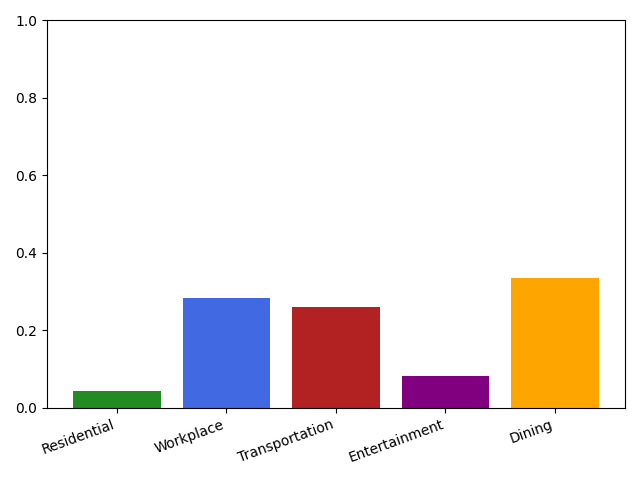 1.0
0.8
0.6
0.4
0.2
0.0
Residential
Workplace
Transportation
Entertainment
Dining